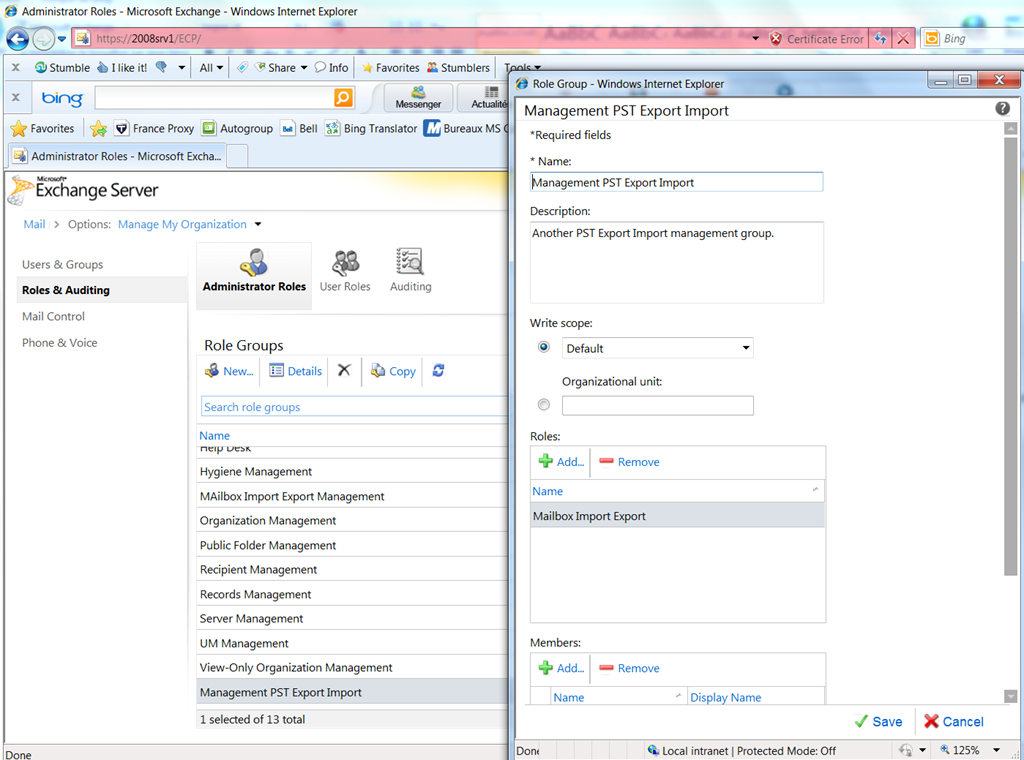 Administrator Roles - Microsoft Exchange - Windows Internet Explorer
https://2008srv1/ECP/
Certificate Error
Bing
x
Stumble
I like it!
All
Share
Info
Favorites
Stumblers
Tools
x
bing
Messenger
Actualité
Favorites
France Proxy
Autogroup
Bell
Bing Translator
Bureaux MS
Administrator Roles - Microsoft Excha...
Microsoft®
Exchange Server
Mail > Options: Manage My Organization
Users & Groups
Roles & Auditing
Mail Control
Phone & Voice
Administrator Roles
User Roles
Auditing
Role Groups
New...
Details
Copy
Search role groups
Name
Help Desk
Hygiene Management
MAilbox Import Export Management
Organization Management
Public Folder Management
Recipient Management
Records Management
Server Management
UM Management
View-Only Organization Management
Management PST Export Import
1 selected of 13 total
Done
Role Group - Windows Internet Explorer
Management PST Export Import
*Required fields
* Name:
Management PST Export Import
Description:
Another PST Export Import management group.
Write scope:
Default
Organizational unit:
Roles:
Add...
Remove
Name
Mailbox Import Export
Members:
Add...
Remove
Name
Display Name
Save
Cancel
Done
Local intranet | Protected Mode: Off
125%